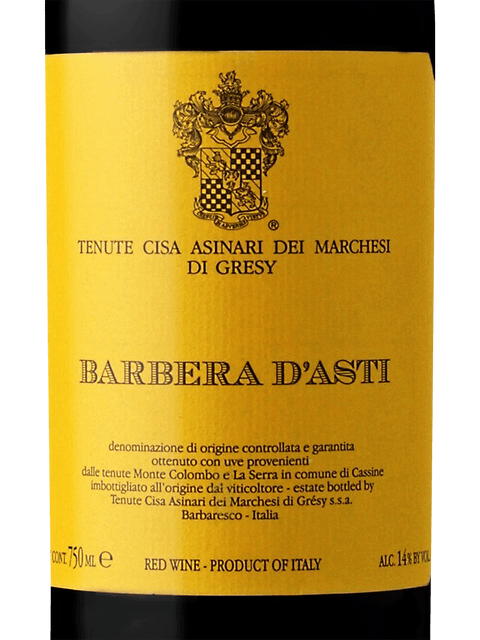 ®
TENUTE CISA ASINARI DEI MARCHESI
DI GRESY
BARBERA D'ASTI
denominazione di origine controllata e garantita
ottenuto con uve provenienti
dalle tenute Monte Colombo e La Serra in comune di Cassine
imbottigliato all'origine dal viticoltore - estate bottled by
Tenute Cisa Asinari dei Marchesi di Grésy s.s.a.
Barbaresco - Italia
CONT. 750 ML ℮ RED WINE - PRODUCT OF ITALY ALC. 14% BY VOL.